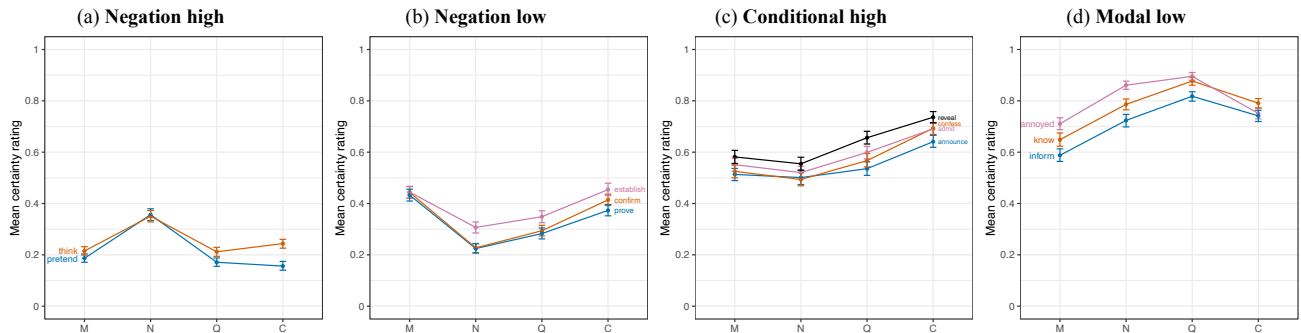 (a) Negation high
Mean certainty rating
1
0.8
0.6
0.4
0.2
0
think
pretend
M N Q C
(b) Negation low
Mean certainty rating
1
0.8
0.6
0.4
0.2
0
establish
confirm
prove
M N Q C
(c) Conditional high
Mean certainty rating
1
0.8
0.6
0.4
0.2
0
reveal
confess
admit
announce
M N Q C
(d) Modal low
Mean certainty rating
1
0.8
0.6
0.4
0.2
0
annoyed
know
inform
M N Q C